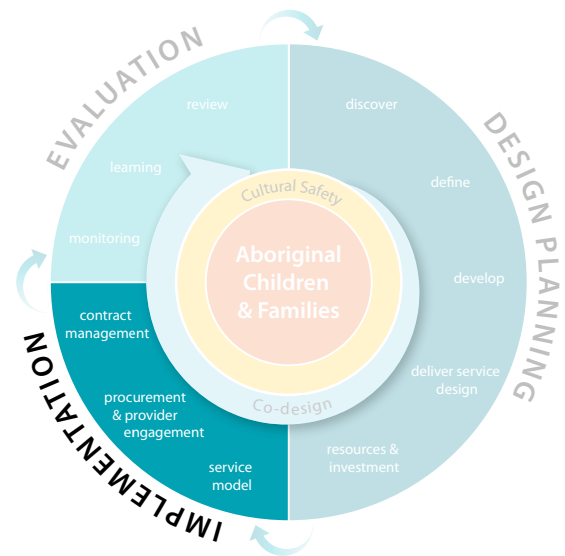 EVALUATION
review
learning
monitoring
DESIGN PLANNING
discover
define
develop
deliver service
design
resources &
investment
Cultural Safety
Aboriginal
Children
& Families
Co-design
IMPLEMENTATION
contract
management
procurement
& provider
engagement
service
model